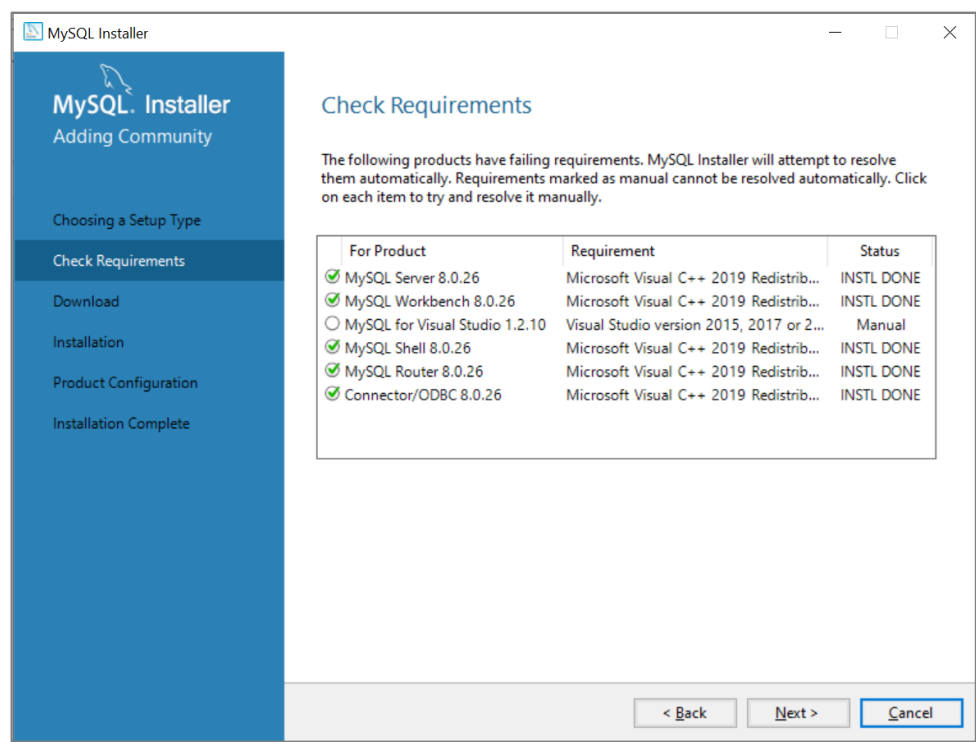 MySQL Installer
MySQL. Installer
Adding Community
Choosing a Setup Type
Check Requirements
Download
Installation
Product Configuration
Installation Complete
Check Requirements
The following products have failing requirements. MySQL Installer will attempt to resolve
them automatically. Requirements marked as manual cannot be resolved automatically. Click
on each item to try and resolve it manually.
For Product Requirement Status
MySQL Server 8.0.26 Microsoft Visual C++ 2019 Redistrib... INSTL DONE
MySQL Workbench 8.0.26 Microsoft Visual C++ 2019 Redistrib... INSTL DONE
MySQL for Visual Studio 1.2.10 Visual Studio version 2015, 2017 or 2... Manual
MySQL Shell 8.0.26 Microsoft Visual C++ 2019 Redistrib... INSTL DONE
MySQL Router 8.0.26 Microsoft Visual C++ 2019 Redistrib... INSTL DONE
Connector/ODBC 8.0.26 Microsoft Visual C++ 2019 Redistrib... INSTL DONE
< Back Next > Cancel